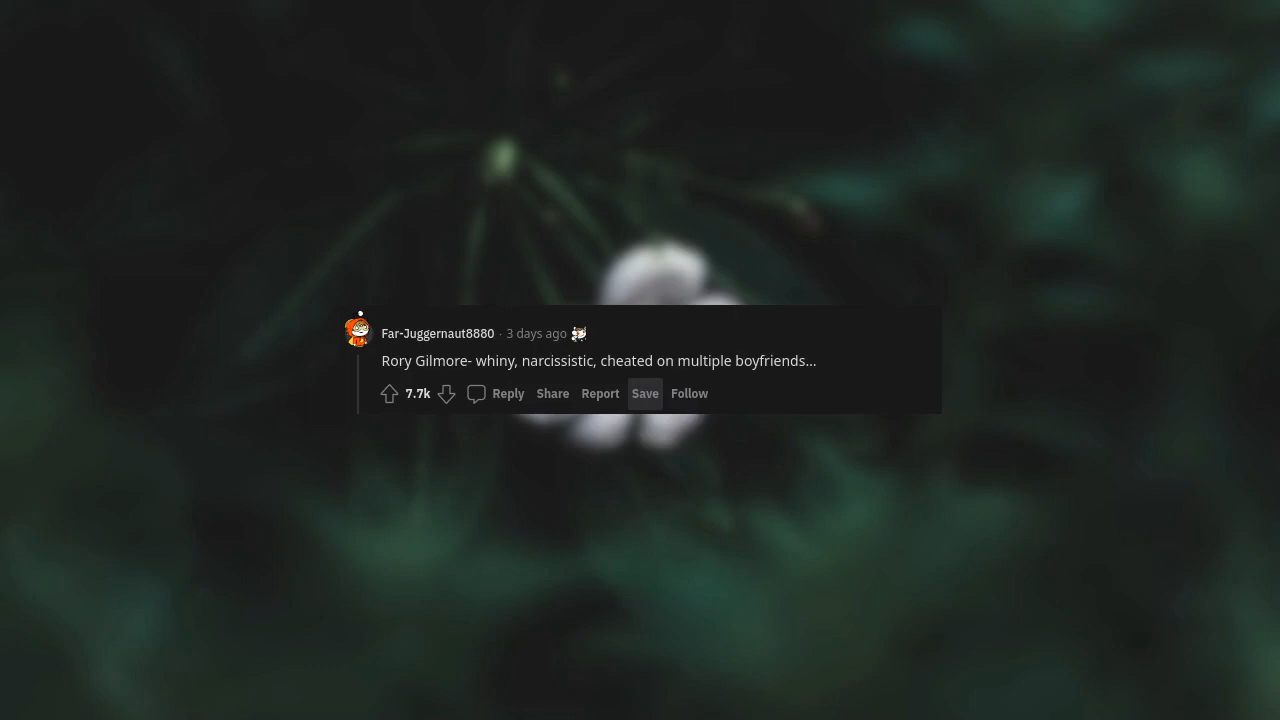 Far-Juggernaut8880 · 3 days ago
Rory Gilmore- whiny, narcissistic, cheated on multiple boyfriends...
7.7k Reply Share Report Save Follow